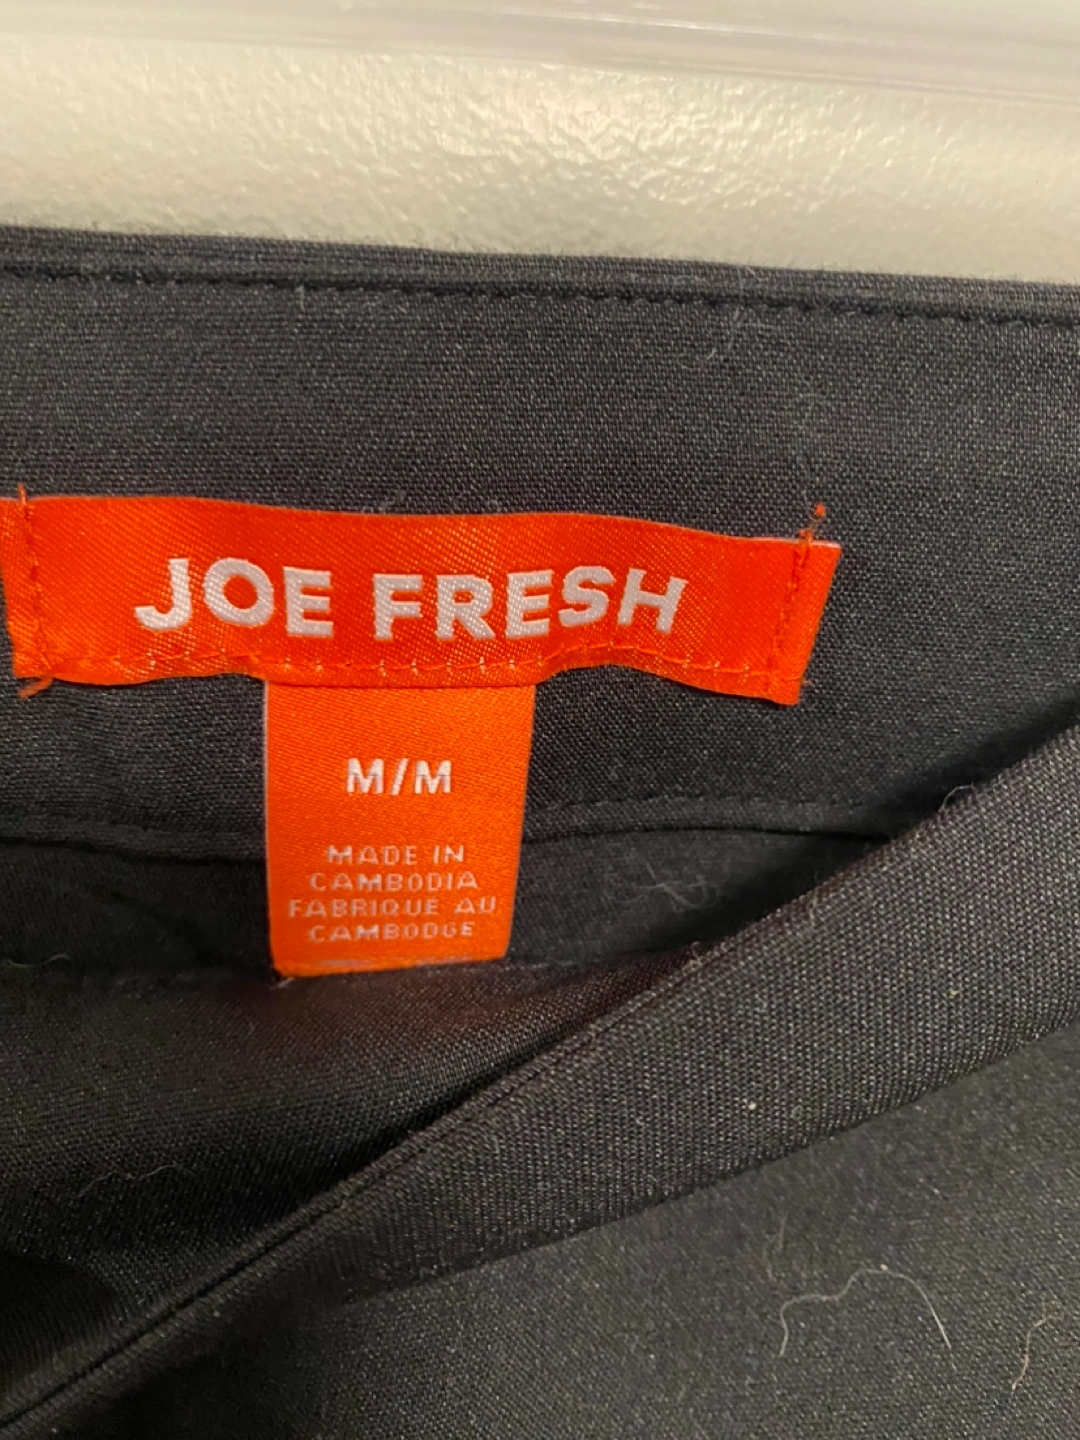 JOE FRESH
M/M
MADE IN
CAMBODIA
FABRIQUE AU
CAMBODGE